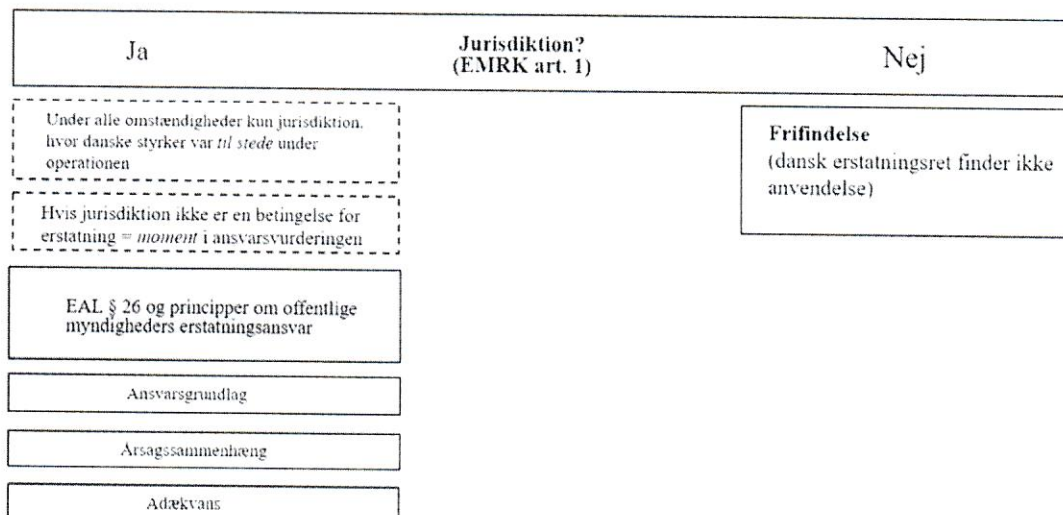 Ja
Jurisdiktion?
(EMRK art. 1)
Nej
Under alle omstændigheder kun jurisdiktion,
hvor danske styrker var til stede under
operationen
Hvis jurisdiktion ikke er en betingelse for
erstatning = moment i ansvarsvurderingen
EAL § 26 og principper om offentlige
myndigheders erstatningsansvar
Ansvarsgrundlag
Årsagssammenhæng
Adækvans
Frifindelse
(dansk erstatningsret finder ikke
anvendelse)